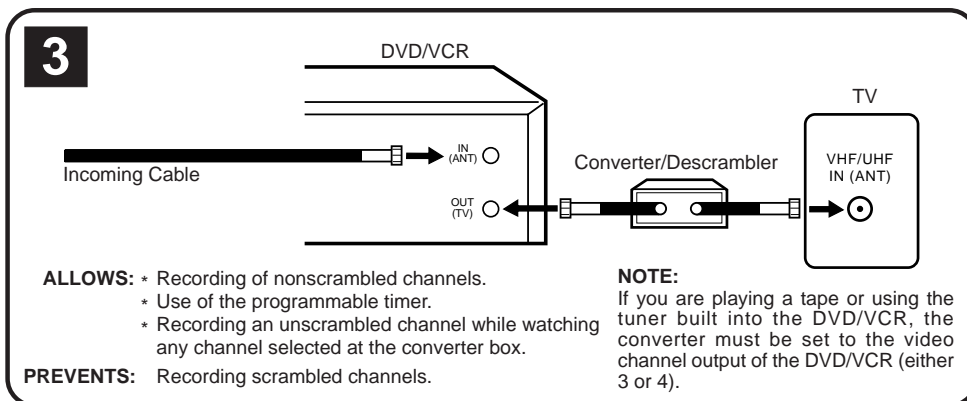 3
DVD/VCR
TV
IN
(ANT)
Incoming Cable
Converter/Descrambler
VHF/UHF
IN (ANT)
OUT
(TV)
ALLOWS: * Recording of nonscrambled channels.
* Use of the programmable timer.
* Recording an unscrambled channel while watching
any channel selected at the converter box.
PREVENTS: Recording scrambled channels.
NOTE:
If you are playing a tape or using the
tuner built into the DVD/VCR, the
converter must be set to the video
channel output of the DVD/VCR (either
3 or 4).